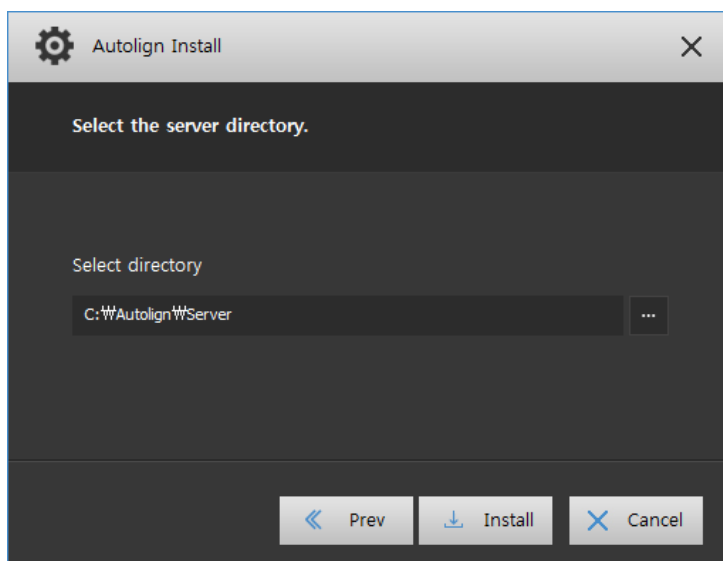 Autolign Install
Select the server directory.
Select directory
C:₩Autolign₩Server
...
Prev
Install
Cancel